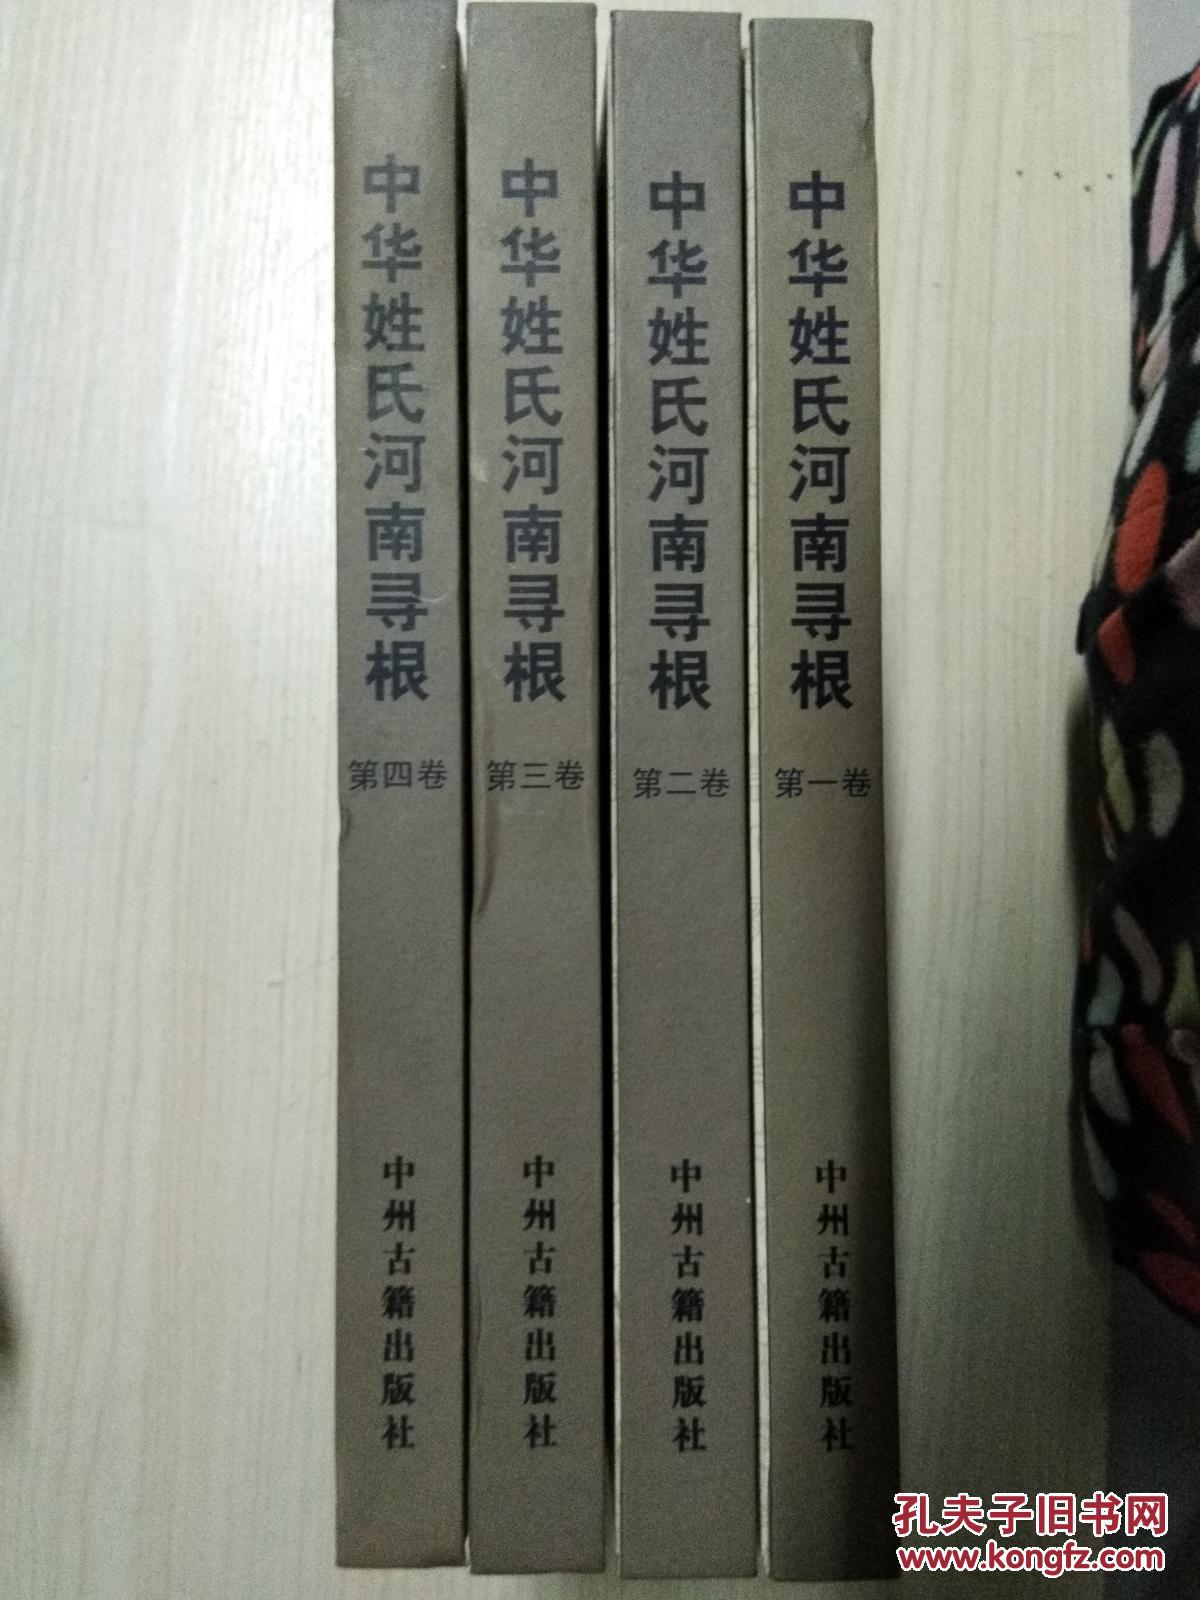 中华姓氏河南寻根
第四卷
中州古籍出版社
中华姓氏河南寻根
第三卷
中州古籍出版社
中华姓氏河南寻根
第二卷
中州古籍出版社
中华姓氏河南寻根
第一卷
中州古籍出版社
孔夫子旧书网
www.kongfz.com